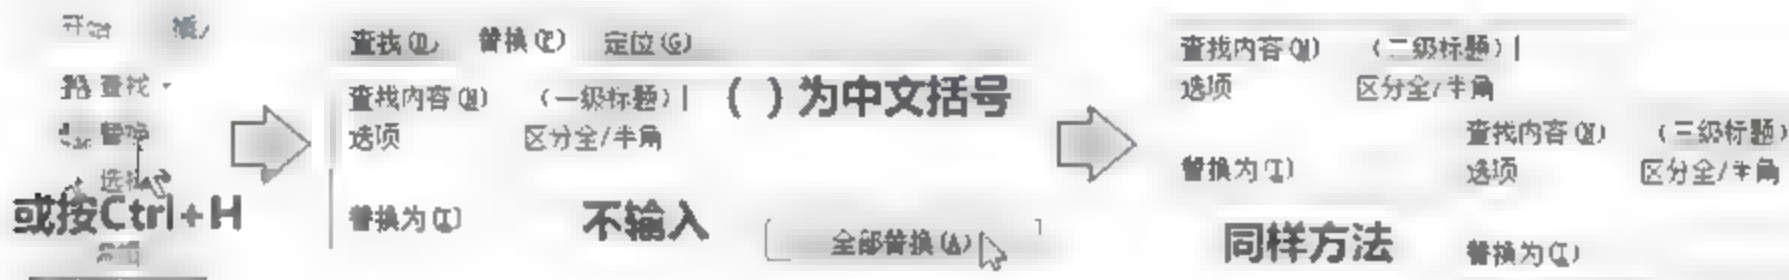 开始
查找
替换
选择
或按Ctrl+H
编辑
查找(D) 替换(P) 定位(G)
查找内容(N) （一级标题） ( ) 为中文括号
选项 区分全/半角
替换为(I) 不输入
全部替换(A)
查找内容(N) （二级标题）
选项 区分全/半角
替换为(I)
同样方法
查找内容(N) （三级标题）
选项 区分全/半角
替换为(I)